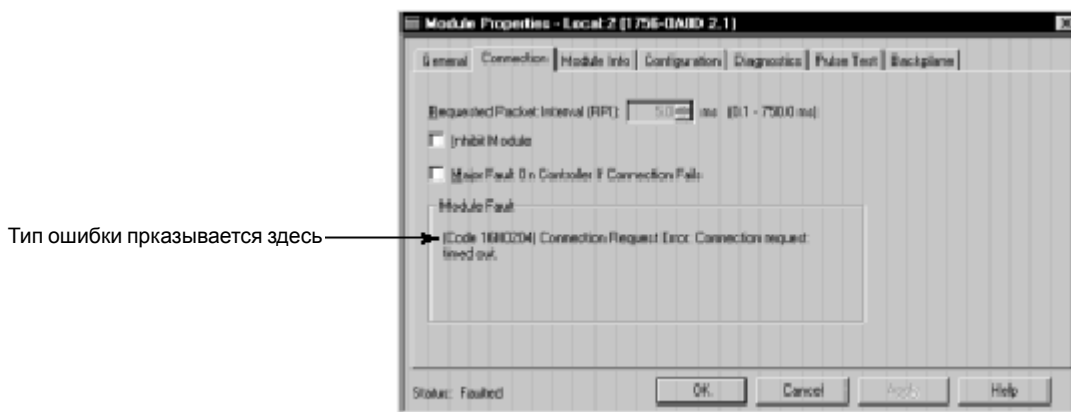 Module Properties - Local:2 (1756-OA8D 2.1)
General Connection Module Info Configuration Diagnostics Pulse Test Backplane
Requested Packet Interval (RPI): 5.0 ms (0.1 - 750.0 ms)
Inhibit Module
Major Fault On Controller If Connection Fails
Module Fault
Тип ошибки прказывается здесь
(Code 16#0204) Connection Request Error: Connection request
timed out.
Status: Faulted OK Cancel Apply Help